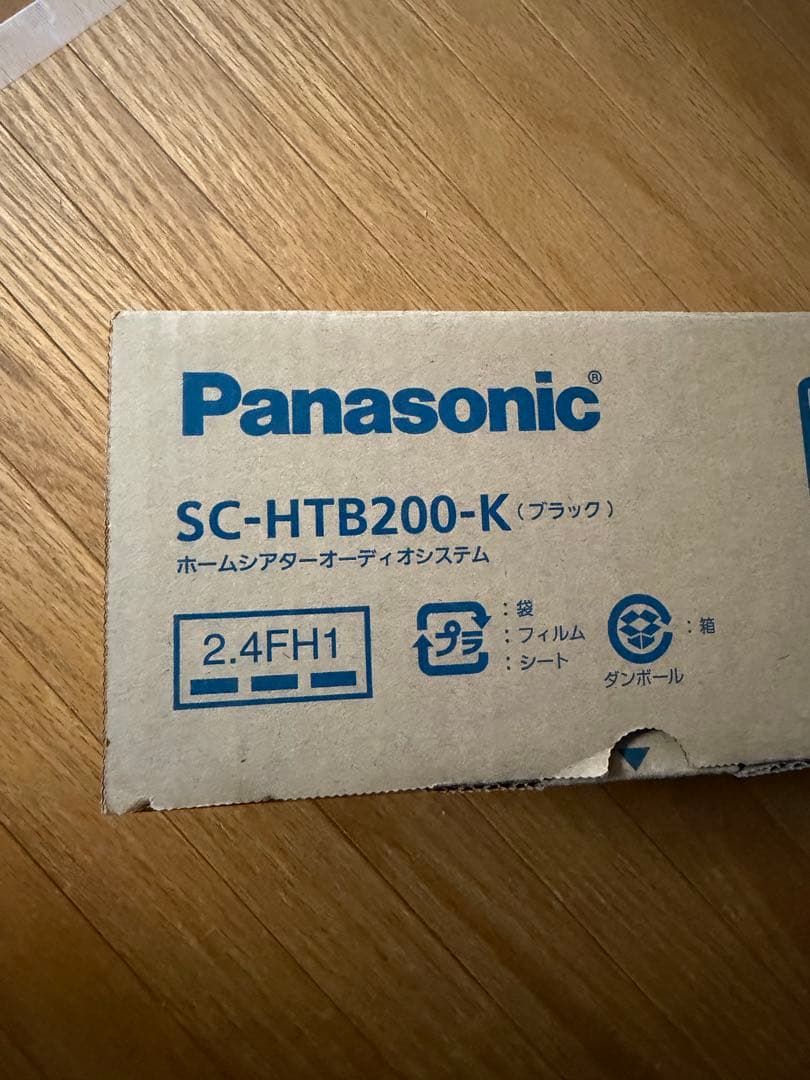 Panasonic®
SC-HTB200-K（ブラック）
ホームシアターオーディオシステム
2.4FH1
プラ
：袋
：フィルム
：シート
：箱
ダンボール